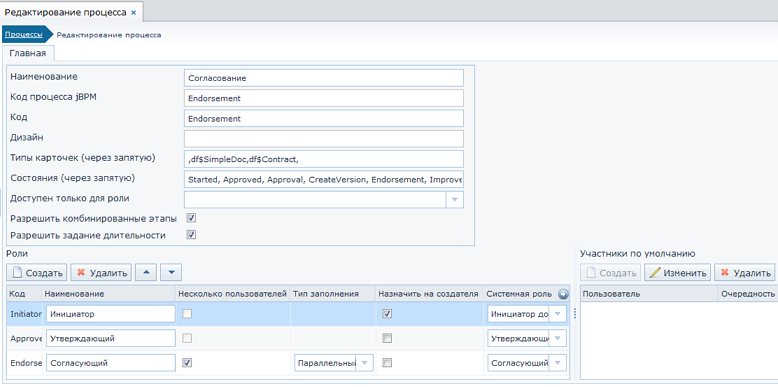 Редактирование процесса
Процессы Редактирование процесса
Главная
Наименование Согласование
Код процесса jBPM Endorsement
Код Endorsement
Дизайн
Типы карточек (через запятую) ,df$SimpleDoc,df$Contract,
Состояния (через запятую) Started, Approved, Approval, CreateVersion, Endorsement, Improve
Доступен только для роли
Разрешить комбинированные этапы
Разрешить задание длительности
Роли Участники по умолчанию
Создать Удалить Создать Изменить Удалить
Код Наименование Несколько пользователей Тип заполнения Назначить на создателя Системная роль Пользователь Очередность
Initiator Инициатор Инициатор до
Approve Утверждающий Утверждающи
Endorse Согласующий Параллельный Согласующий